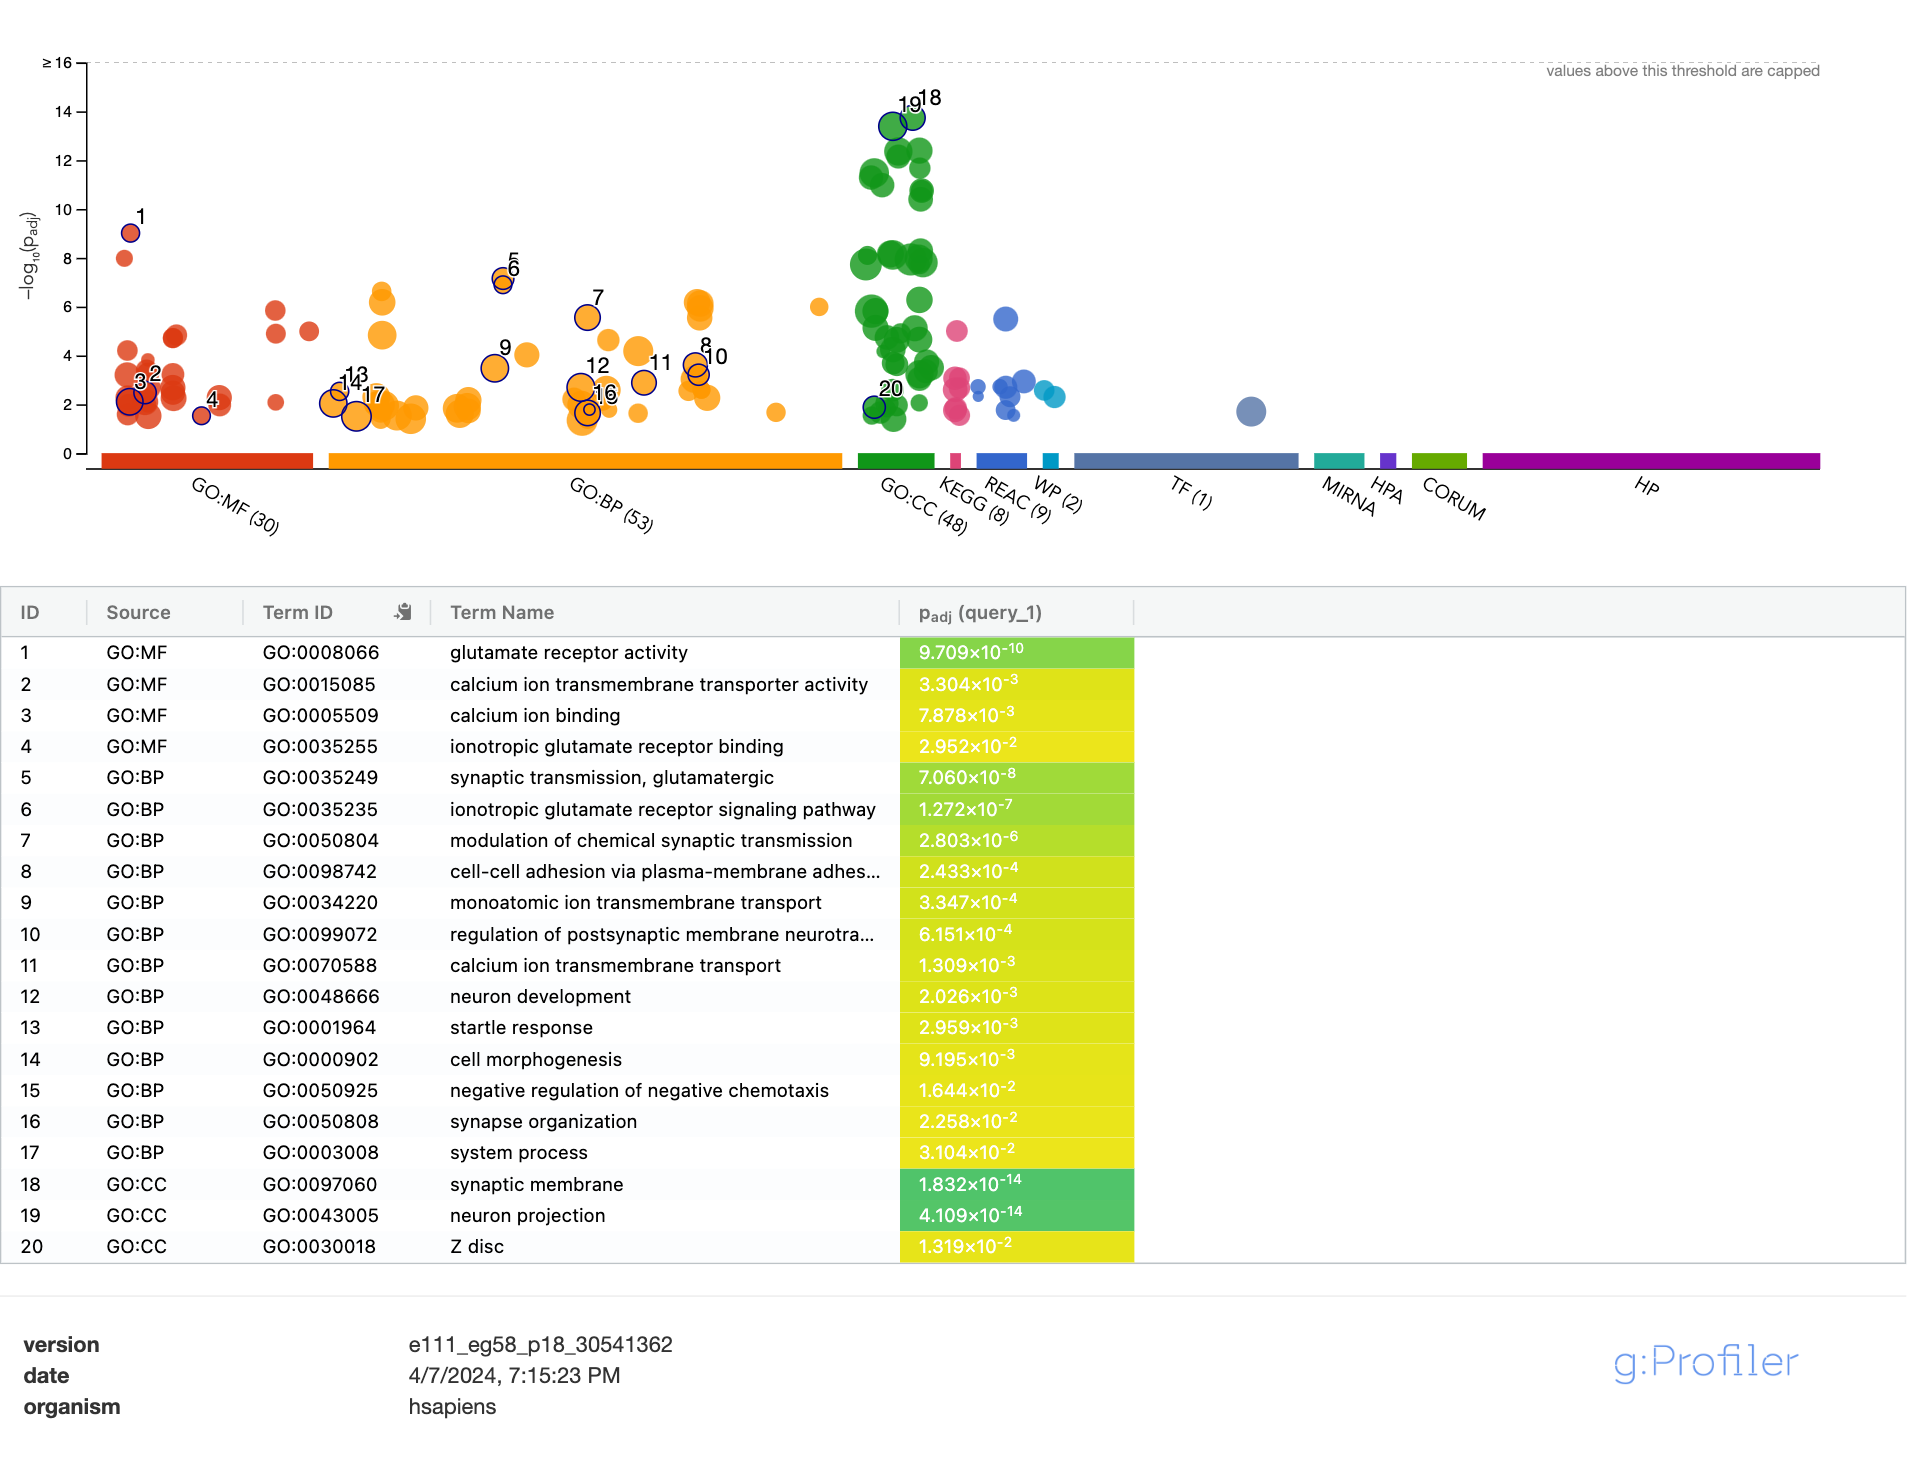 ≥ 16
values above this threshold are capped
14
12
10
8
6
4
2
0
−log₁₀(padj)
1
2
3
4
5
6
7
8
9
10
11
12
13
14
16
17
18
19
20
GO:MF (30)
GO:BP (53)
GO:CC (48)
KEGG (8)
REAC (9)
WP (2)
TF (1)
MIRNA
HPA
CORUM
HP
ID Source Term ID Term Name padj (query_1)
1 GO:MF GO:0008066 glutamate receptor activity 9.709×10⁻¹⁰
2 GO:MF GO:0015085 calcium ion transmembrane transporter activity 3.304×10⁻³
3 GO:MF GO:0005509 calcium ion binding 7.878×10⁻³
4 GO:MF GO:0035255 ionotropic glutamate receptor binding 2.952×10⁻²
5 GO:BP GO:0035249 synaptic transmission, glutamatergic 7.060×10⁻⁸
6 GO:BP GO:0035235 ionotropic glutamate receptor signaling pathway 1.272×10⁻⁷
7 GO:BP GO:0050804 modulation of chemical synaptic transmission 2.803×10⁻⁶
8 GO:BP GO:0098742 cell-cell adhesion via plasma-membrane adhes... 2.433×10⁻⁴
9 GO:BP GO:0034220 monoatomic ion transmembrane transport 3.347×10⁻⁴
10 GO:BP GO:0099072 regulation of postsynaptic membrane neurotra... 6.151×10⁻⁴
11 GO:BP GO:0070588 calcium ion transmembrane transport 1.309×10⁻³
12 GO:BP GO:0048666 neuron development 2.026×10⁻³
13 GO:BP GO:0001964 startle response 2.959×10⁻³
14 GO:BP GO:0000902 cell morphogenesis 9.195×10⁻³
15 GO:BP GO:0050925 negative regulation of negative chemotaxis 1.644×10⁻²
16 GO:BP GO:0050808 synapse organization 2.258×10⁻²
17 GO:BP GO:0003008 system process 3.104×10⁻²
18 GO:CC GO:0097060 synaptic membrane 1.832×10⁻¹⁴
19 GO:CC GO:0043005 neuron projection 4.109×10⁻¹⁴
20 GO:CC GO:0030018 Z disc 1.319×10⁻²
version e111_eg58_p18_30541362
date 4/7/2024, 7:15:23 PM
organism hsapiens
g:Profiler